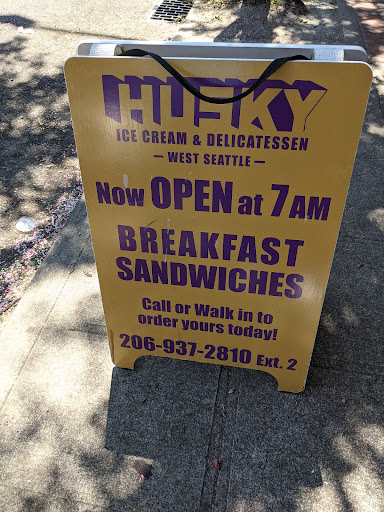 HUSKY
ICE CREAM & DELICATESSEN
– WEST SEATTLE –
Now OPEN at 7AM
BREAKFAST
SANDWICHES
Call or Walk in to
order yours today!
206-937-2810 Ext. 2